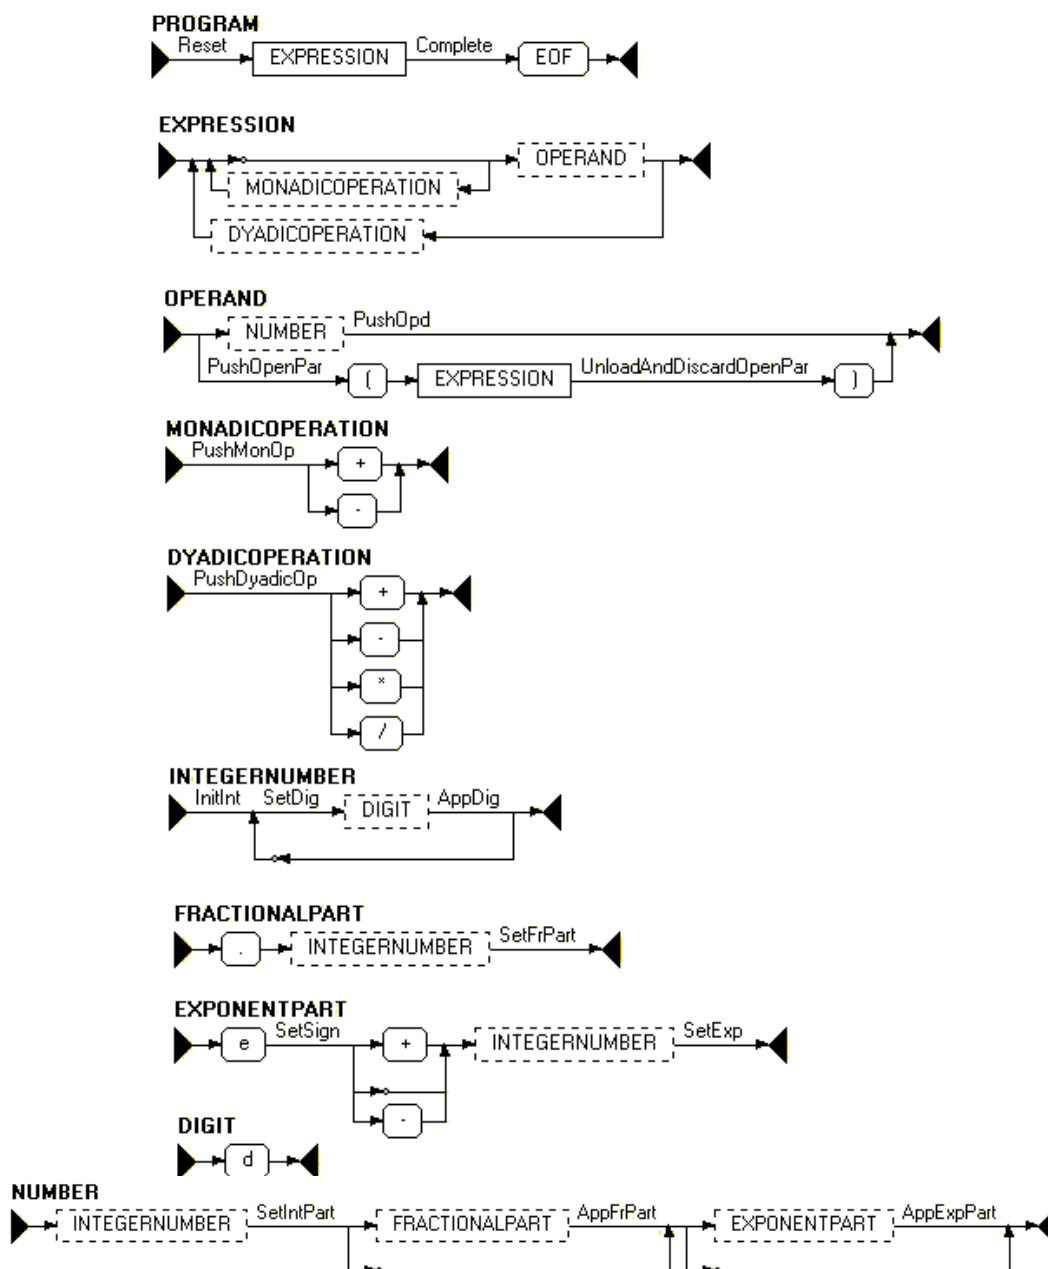 PROGRAM
Reset EXPRESSION Complete EOF
EXPRESSION
OPERAND
MONADICOPERATION
DYADICOPERATION
OPERAND
NUMBER PushOpd
PushOpenPar ( EXPRESSION UnloadAndDiscardOpenPar )
MONADICOPERATION
PushMonOp +
-
DYADICOPERATION
PushDyadicOp +
-
*
/
INTEGERNUMBER
InitInt SetDig DIGIT AppDig
FRACTIONALPART
. INTEGERNUMBER SetFrPart
EXPONENTPART
e SetSign + INTEGERNUMBER SetExp
-
DIGIT
d
NUMBER
INTEGERNUMBER SetIntPart FRACTIONALPART AppFrPart EXPONENTPART AppExpPart